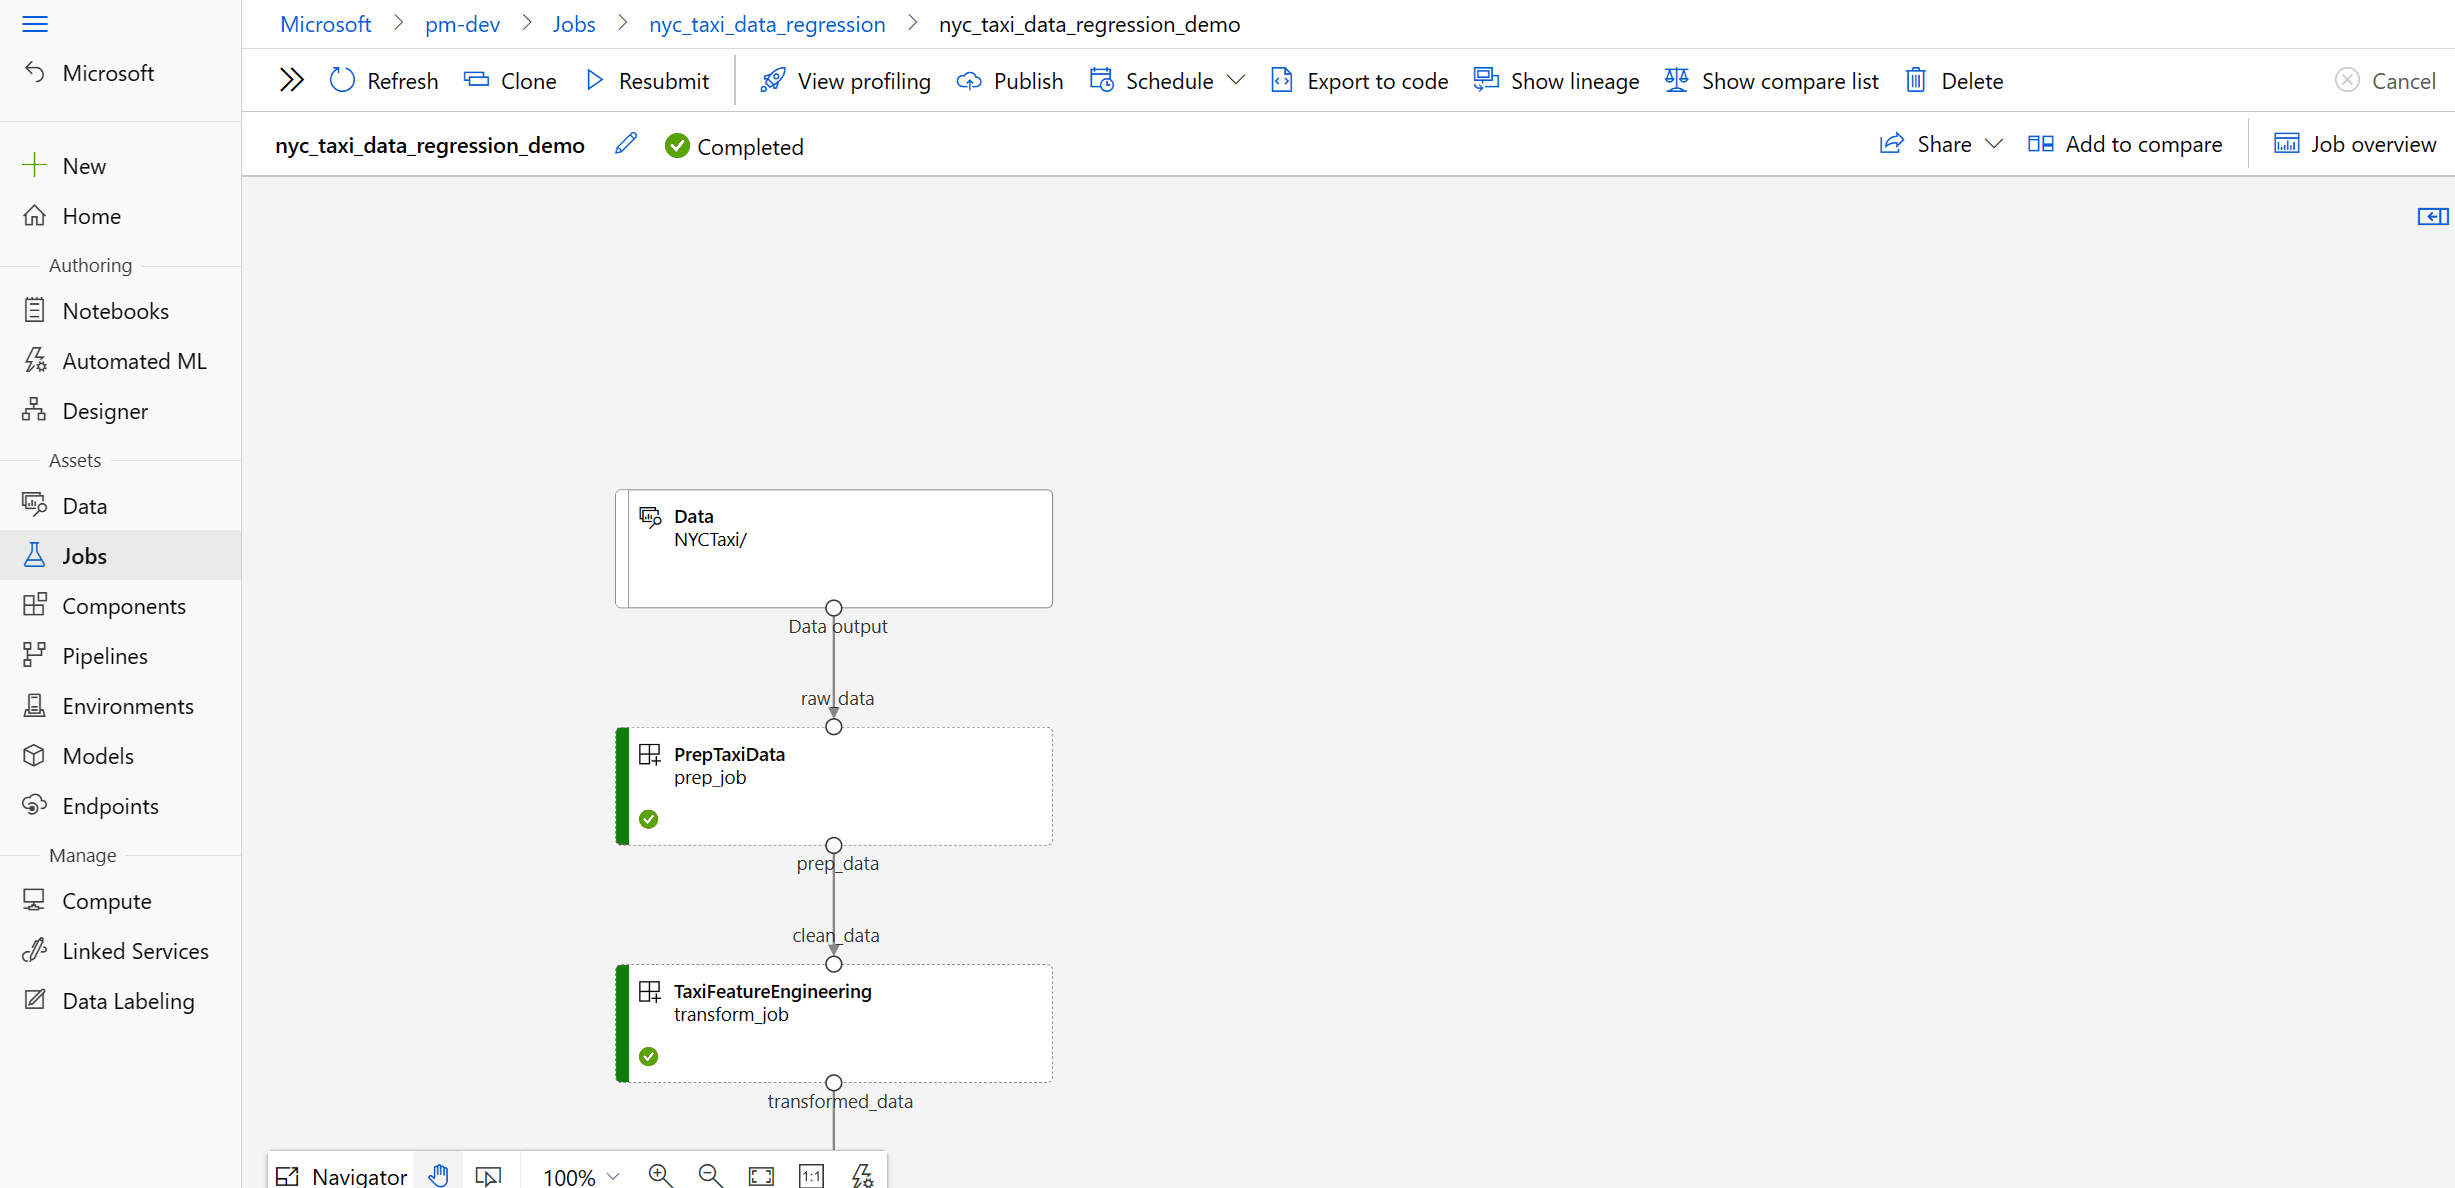 Microsoft > pm-dev > Jobs > nyc_taxi_data_regression > nyc_taxi_data_regression_demo
Microsoft
Refresh Clone Resubmit View profiling Publish Schedule Export to code Show lineage Show compare list Delete Cancel
nyc_taxi_data_regression_demo Completed Share Add to compare Job overview
New
Home
Authoring
Notebooks
Automated ML
Designer
Assets
Data
Jobs
Components
Pipelines
Environments
Models
Endpoints
Manage
Compute
Linked Services
Data Labeling
Data
NYCTaxi/
Data output
raw_data
PrepTaxiData
prep_job
prep_data
clean_data
TaxiFeatureEngineering
transform_job
transformed_data
Navigator 100% 1:1